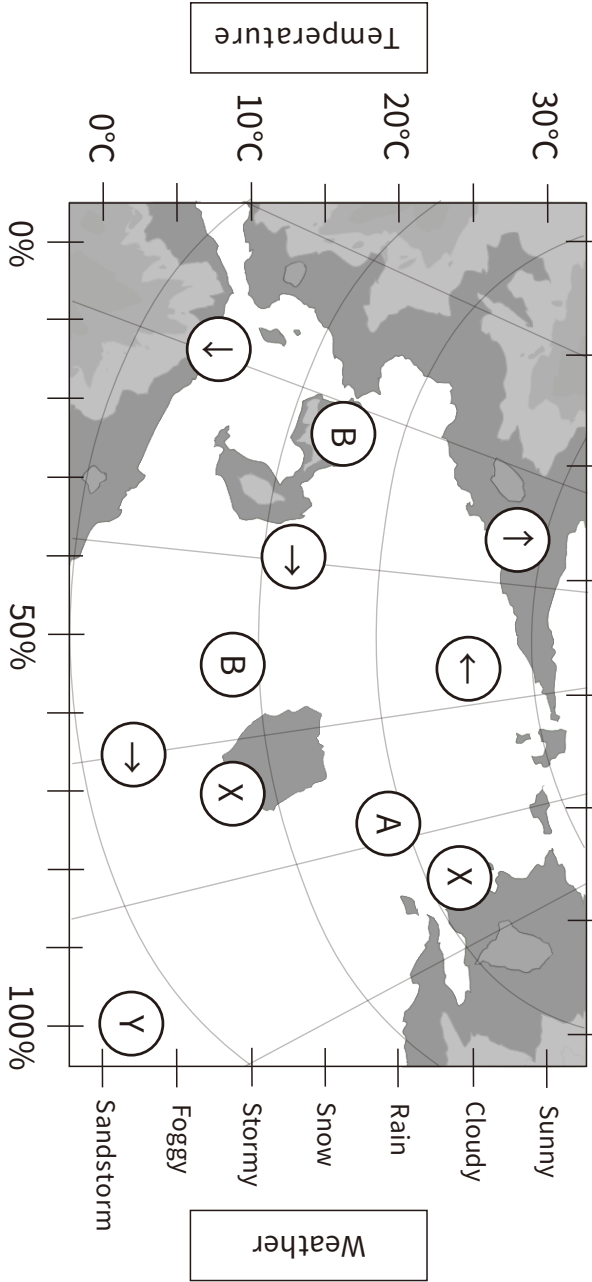 Temperature
30°C
20°C
10°C
0°C
B
B
X
A
X
Y
Sunny
Cloudy
Rain
Snow
Stormy
Foggy
Sandstorm
Weather
0%
50%
100%